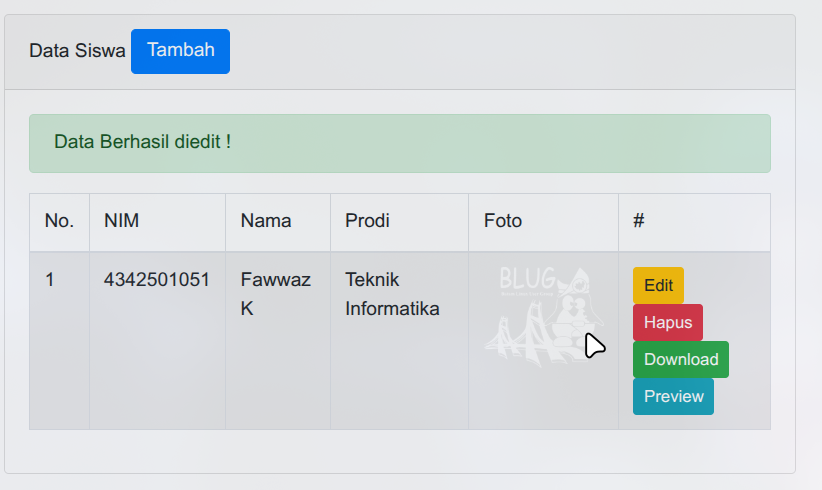 Data Siswa Tambah
Data Berhasil diedit !
No. NIM Nama Prodi Foto #
1 4342501051 Fawwaz K Teknik Informatika
BLUG
Edit
Hapus
Download
Preview